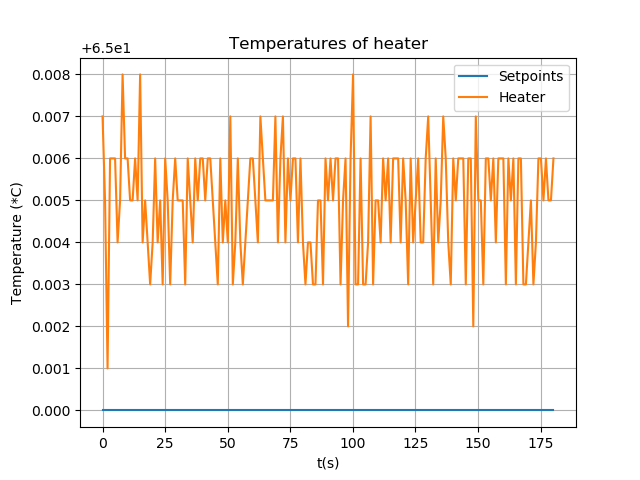 Temperatures of heater
+6.5e1
Setpoints
Heater
0.008
0.007
0.006
0.005
0.004
0.003
0.002
0.001
0.000
Temperature (*C)
0 25 50 75 100 125 150 175
t(s)